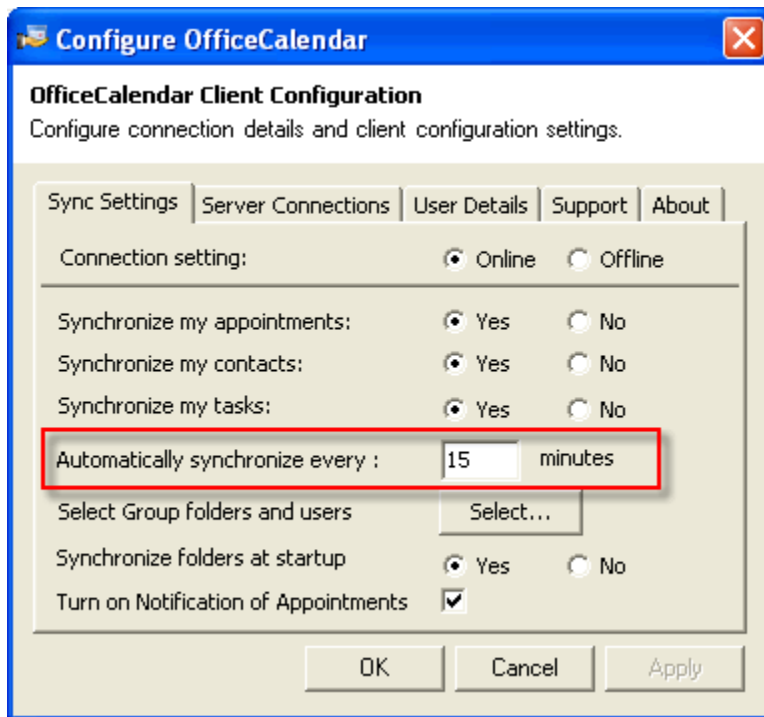 Configure OfficeCalendar
OfficeCalendar Client Configuration
Configure connection details and client configuration settings.
Sync Settings Server Connections User Details Support About
Connection setting: Online Offline
Synchronize my appointments: Yes No
Synchronize my contacts: Yes No
Synchronize my tasks: Yes No
Automatically synchronize every : 15 minutes
Select Group folders and users Select...
Synchronize folders at startup Yes No
Turn on Notification of Appointments
OK Cancel Apply